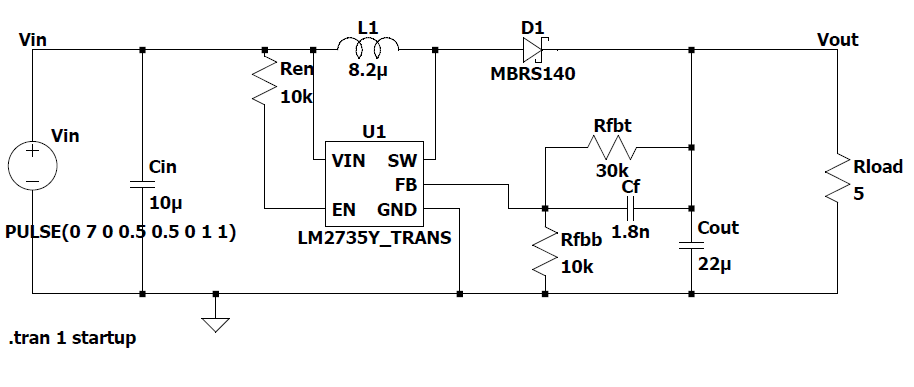 Vin
L1
8.2µ
D1
MBRS140
Vout
Ren
10k
Vin
PULSE(0 7 0 0.5 0.5 0 1 1)
Cin
10µ
U1
VIN SW
FB
EN GND
LM2735Y_TRANS
Rfbt
30k
Cf
1.8n
Rfbb
10k
Cout
22µ
Rload
5
.tran 1 startup